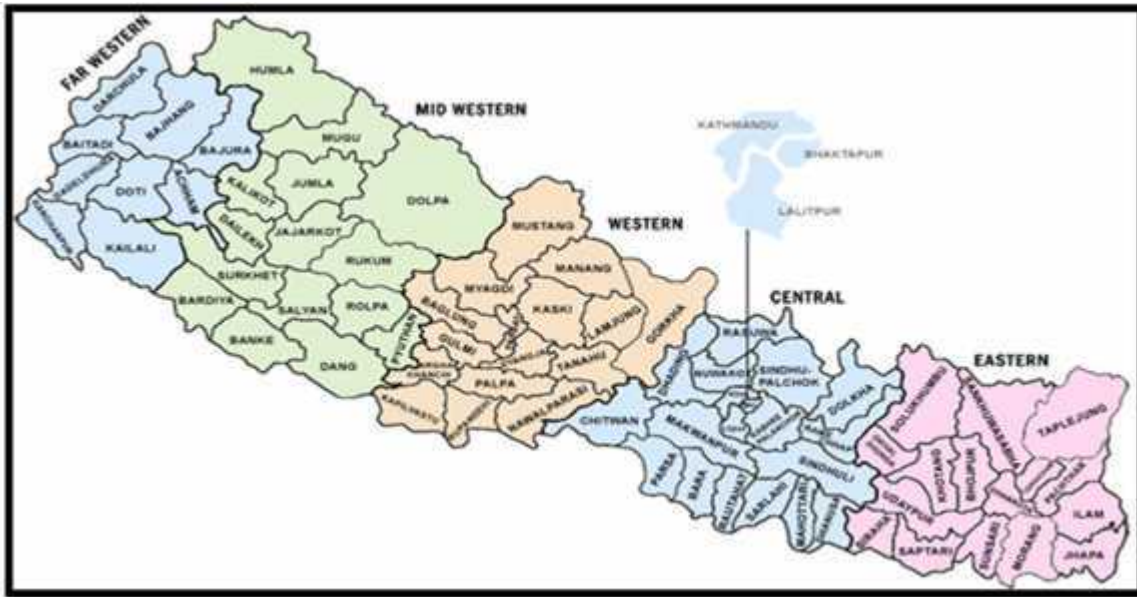 FAR WESTERN
DARCHULA
HUMLA
BAJHANG
BAITADI
BAJURA
MID WESTERN
MUGU
DOTI
ACHHAM
KALIKOT
JUMLA
DOLPA
KAILALI
DAILEKH
JAJARKOT
SURKHET
RUKUM
BARDIYA
SALYAN
ROLPA
PYUTHAN
BANKE
DANG
WESTERN
MUSTANG
MANANG
MYAGDI
KASKI
BAGLUNG
LAMJUNG
GORKHA
GULMI
TANAHU
PALPA
KAPILVASTU
NAWALPARASI
KATHMANDU
BHAKTAPUR
LALITPUR
CENTRAL
RASUWA
DHADING
SINDHU-
PALCHOK
DOLKHA
CHITWAN
MAKWANPUR
SINDHULI
PARSA
BARA
RAUTAHAT
SARLAHI
MAHOTTARI
EASTERN
SOLUKHUMBU
TAPLEJUNG
KHOTANG
BHOJPUR
UDAYPUR
ILAM
SIRAHA
SAPTARI
SUNSARI
MORANG
JHAPA